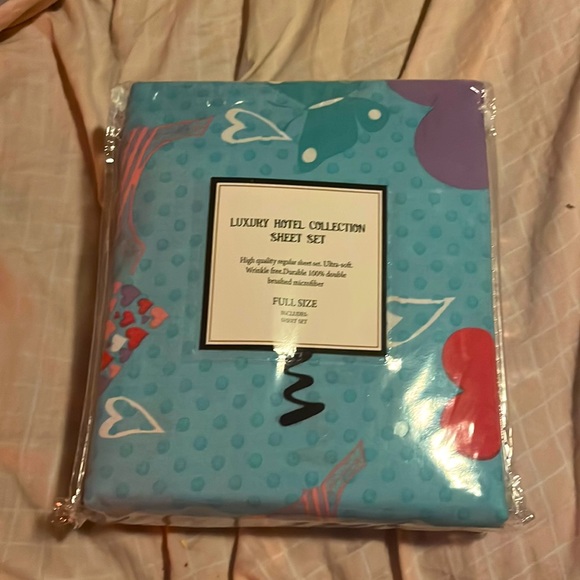 LUXURY HOTEL COLLECTION
SHEET SET
High quality regular sheet set. Ultra-soft.
Wrinkle free.Durable 100% double
brushed microfiber
FULL SIZE
INCLUDES:
SHEET SET